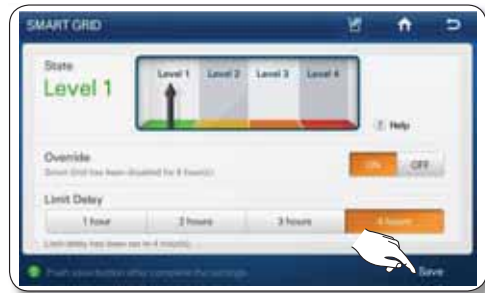 SMART GRID
State
Level 1
Level 1 Level 2 Level 3 Level 4
Help
Override
Smart Grid has been disabled for 4 hour(s).
ON OFF
Limit Delay
1 hour 2 hours 3 hours 4 hours
Limit delay has been set to 4 hour(s).
Push save button after complete the settings.
Save